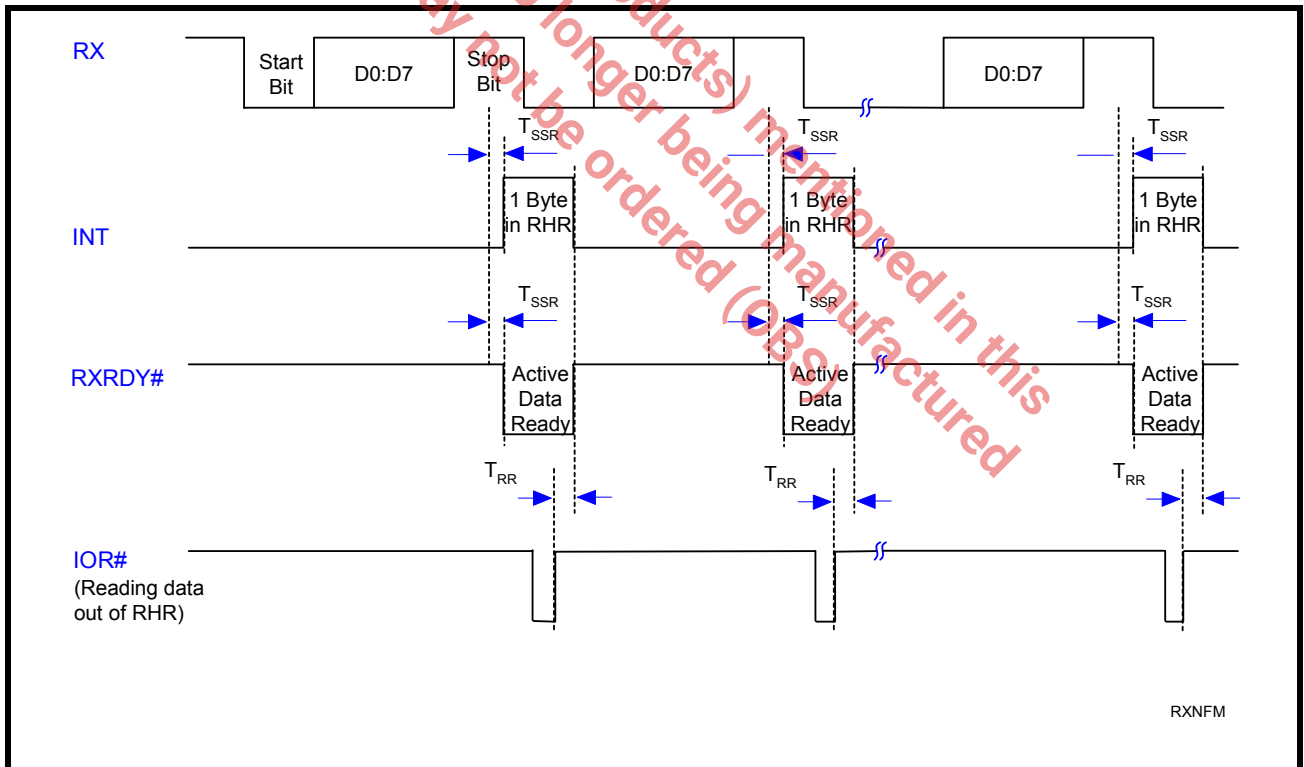 RX
Start
Bit
D0:D7
Stop
Bit
D0:D7
D0:D7
TSSR
TSSR
TSSR
INT
1 Byte
in RHR
1 Byte
in RHR
1 Byte
in RHR
TSSR
TSSR
TSSR
RXRDY#
Active
Data
Ready
Active
Data
Ready
Active
Data
Ready
TRR
TRR
TRR
IOR#
(Reading data
out of RHR)
RXNFM
mentioned in this
longer being manufactured
not be ordered (OBS)